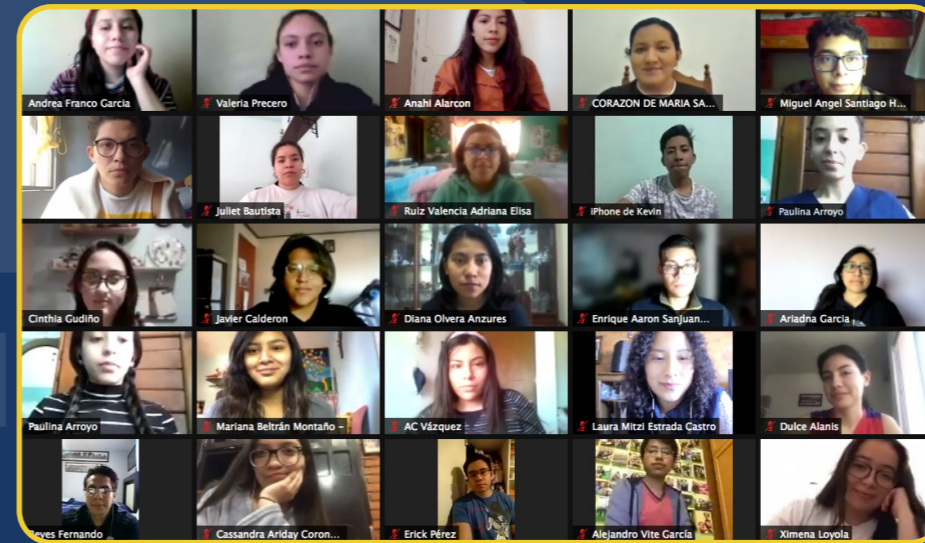 Andrea Franco Garcia
Valeria Precero
Anahi Alarcon
CORAZON DE MARIA SA...
Miguel Angel Santiago H...
Juliet Bautista
Ruiz Valencia Adriana Elisa
iPhone de Kevin
Paulina Arroyo
Cinthia Gudiño
Javier Calderon
Diana Olvera Anzures
Enrique Aaron SanJuan...
Ariadna Garcia
Paulina Arroyo
Mariana Beltrán Montaño -
AC Vázquez
Laura Mitzi Estrada Castro
Dulce Alanis
Reyes Fernando
Cassandra Ariday Coron...
Erick Pérez
Alejandro Vite García
Ximena Loyola